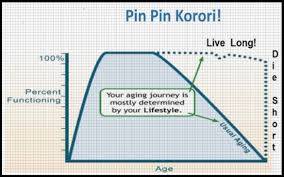 Pin Pin Korori!
Live Long!
Die Short
100%
Percent
Functioning
Your aging journey is
mostly determined
by your Lifestyle.
Usual Aging
Age